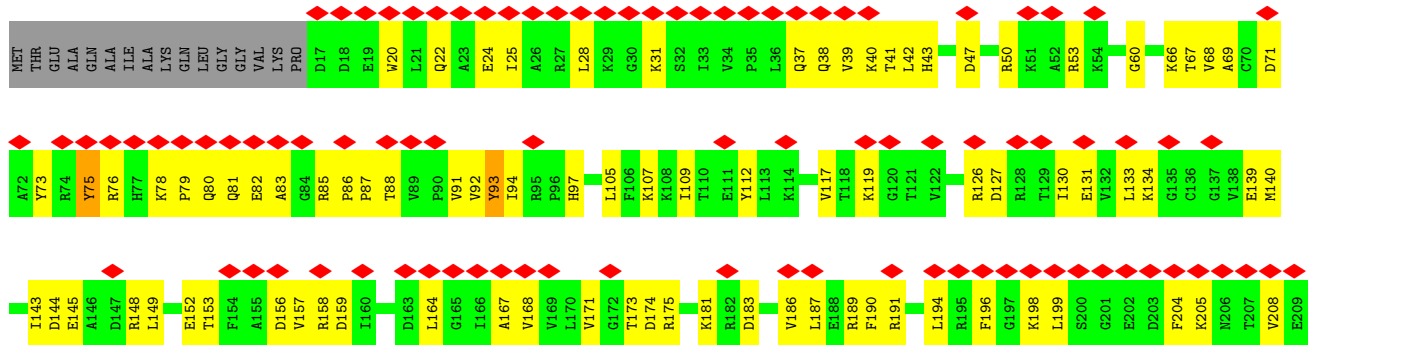 MET THR GLU ALA ALA GLN ALA ILE ALA LYS GLN LEU GLY GLY VAL LYS PRO D17 D18 E19 W20 L21 Q22 A23 E24 I25 A26 R27 L28 K29 G30 K31 S32 I33 V34 P35 L36 Q37 Q38 V39 K40 T41 L42 H43 D47 R50 K51 A52 R53 K54 G60 K66 T67 V68 A69 C70 D71
A72 Y73 R74 Y75 R76 H77 K78 P79 Q80 Q81 E82 A83 G84 R85 P86 P87 T88 V89 P90 V91 V92 Y93 I94 R95 P96 H97 L105 F106 K107 K108 I109 T110 E111 Y112 L113 K114 V117 T118 K119 G120 T121 V122 R126 D127 R128 T129 I130 E131 V132 L133 K134 G135 C136 G137 V138 E139 M140
I143 D144 E145 A146 D147 R148 L149 E152 T153 F154 A155 D156 V157 R158 D159 I160 D163 L164 G165 I166 A167 V168 V169 L170 V171 G172 T173 D174 R175 K181 R182 D183 V186 L187 E188 R189 F190 R191 L194 R195 F196 G197 K198 L199 S200 G201 E202 D203 F204 K205 N206 T207 V208 E209